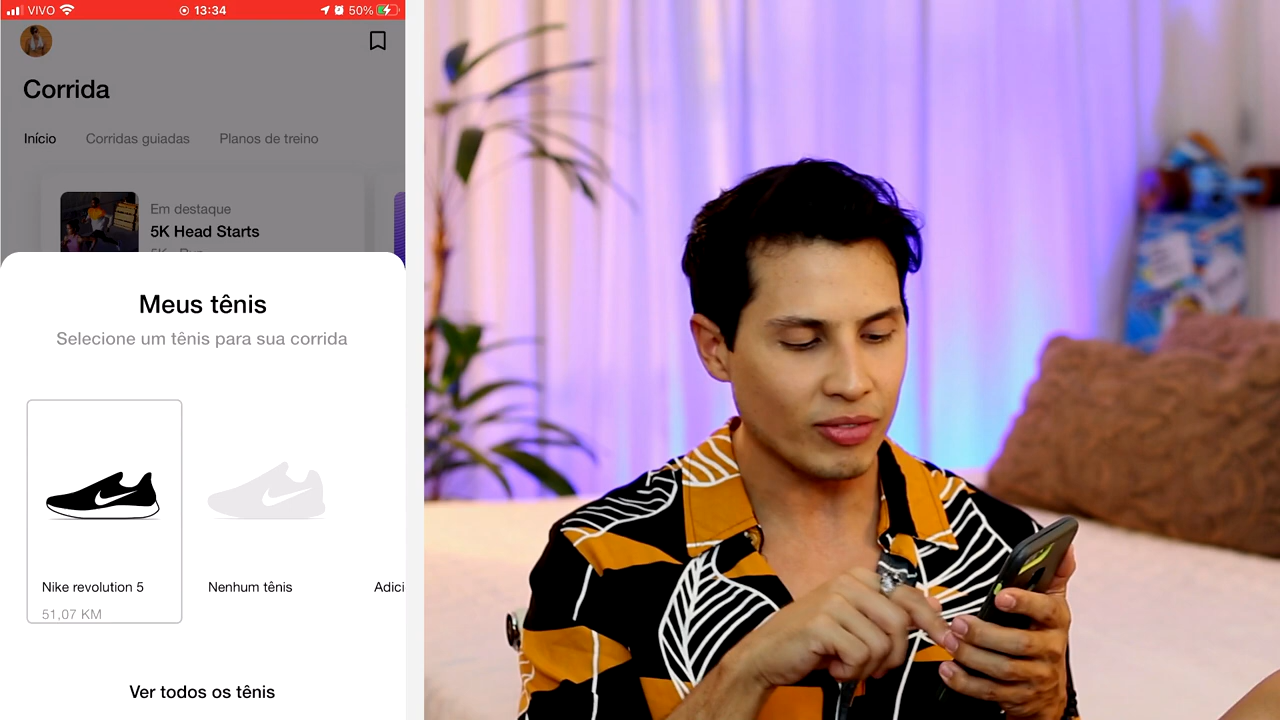 VIVO 13:34 50%
Corrida
Início Corridas guiadas Planos de treino
Em destaque
5K Head Starts
Meus tênis
Selecione um tênis para sua corrida
Nike revolution 5 Nenhum tênis Adici
51,07 KM
Ver todos os tênis